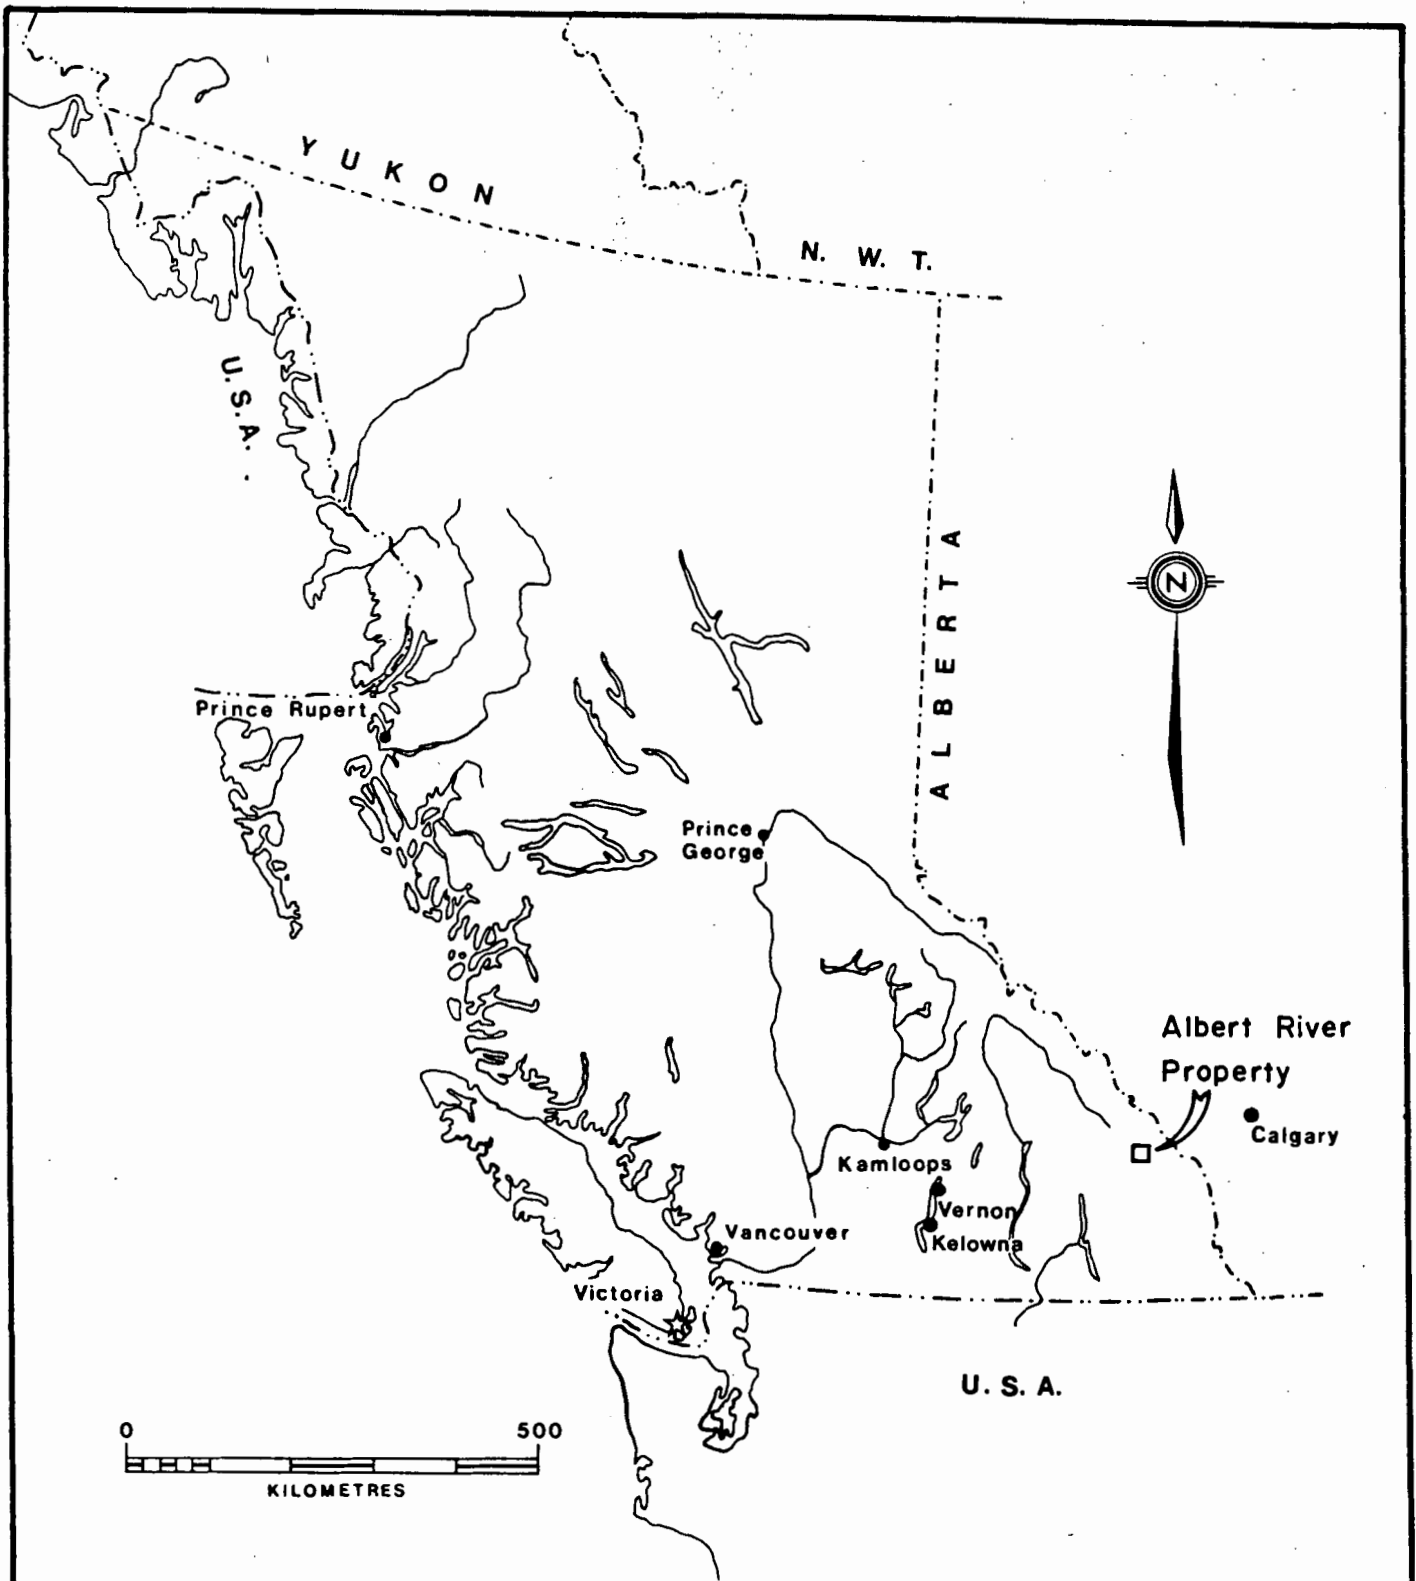 YUKON
N. W. T.
U.S.A.
ALBERTA
N
Prince Rupert
Prince
George
Albert River
Property
Calgary
Kamloops
Vernon
Kelowna
Vancouver
Victoria
U. S. A.
0 500
KILOMETRES